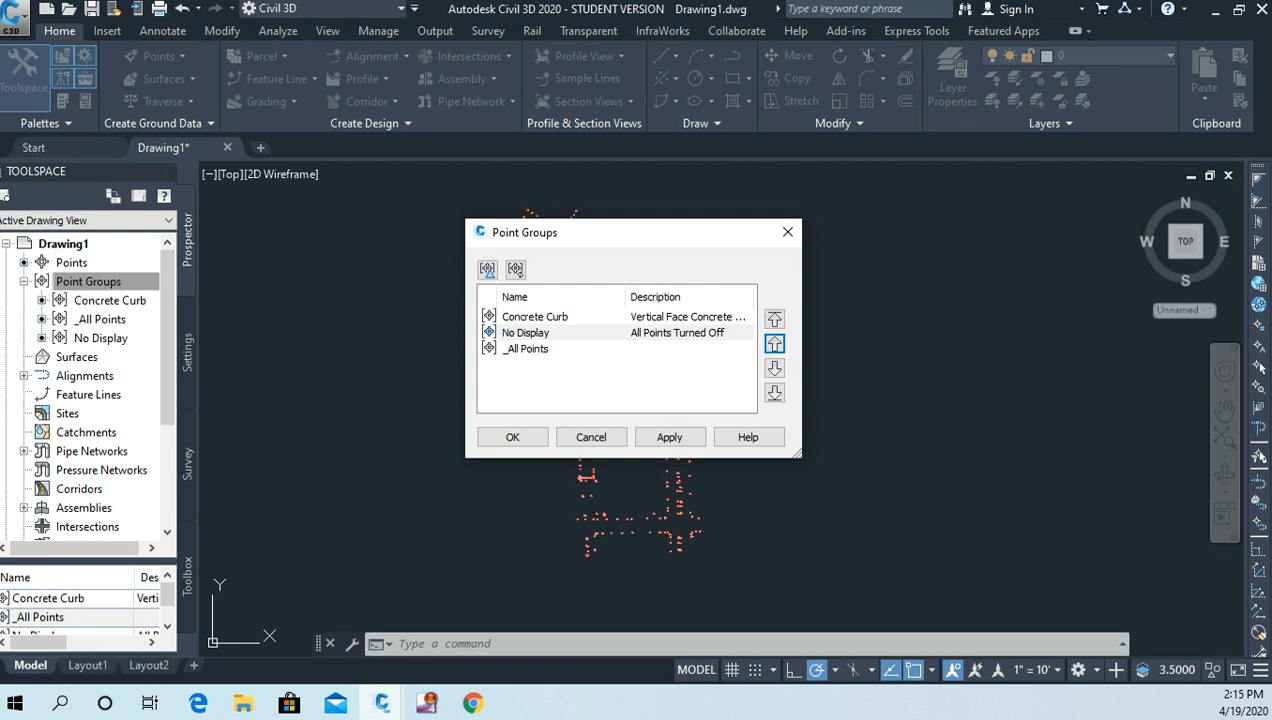 Civil 3D
Autodesk Civil 3D 2020 - STUDENT VERSION Drawing1.dwg
Type a keyword or phrase
Sign In
C3D
Home Insert Annotate Modify Analyze View Manage Output Survey Rail Transparent InfraWorks Collaborate Help Add-ins Express Tools Featured Apps
Toolspace
Points
Surfaces
Traverse
Parcel
Feature Line
Grading
Alignment
Profile
Corridor
Intersections
Assembly
Pipe Network
Profile View
Sample Lines
Section Views
Move
Copy
Stretch
Layer
Properties
0
Paste
Palettes Create Ground Data Create Design Profile & Section Views Draw Modify Layers Clipboard
Start Drawing1*
TOOLSPACE
Active Drawing View
Drawing1
Points
Point Groups
Concrete Curb
_All Points
No Display
Surfaces
Alignments
Feature Lines
Sites
Catchments
Pipe Networks
Pressure Networks
Corridors
Assemblies
Intersections
Name Des
Concrete Curb Verti
_All Points
Prospector
Settings
Survey
Toolbox
[−][Top][2D Wireframe]
Point Groups
Name Description
Concrete Curb Vertical Face Concrete ...
No Display All Points Turned Off
_All Points
OK Cancel Apply Help
N
W TOP E
S
Unnamed
Y
X
Type a command
Model Layout1 Layout2 +
MODEL 1" = 10' 3.5000
2:15 PM
4/19/2020